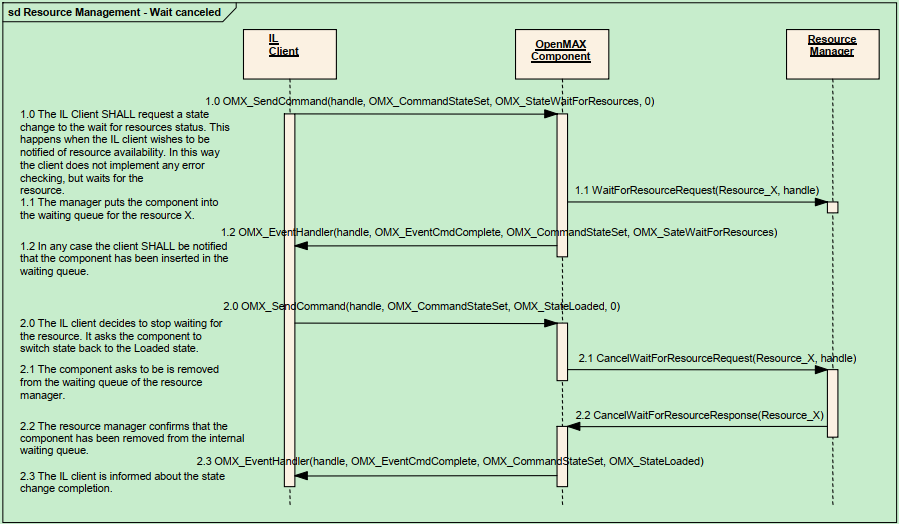 sd Resource Management - Wait canceled
IL
Client
OpenMAX
Component
Resource
Manager
1.0 OMX_SendCommand(handle, OMX_CommandStateSet, OMX_StateWaitForResources, 0)
1.0 The IL Client SHALL request a state
change to the wait for resources status. This
happens when the IL client wishes to be
notified of resource availability. In this way
the client does not implement any error
checking, but waits for the
resource.
1.1 WaitForResourceRequest(Resource_X, handle)
1.1 The manager puts the component into
the waiting queue for the resource X.
1.2 OMX_EventHandler(handle, OMX_EventCmdComplete, OMX_CommandStateSet, OMX_SateWaitForResources)
1.2 In any case the client SHALL be notified
that the component has been inserted in the
waiting queue.
2.0 OMX_SendCommand(handle, OMX_CommandStateSet, OMX_StateLoaded, 0)
2.0 The IL client decides to stop waiting for
the resource. It asks the component to
switch state back to the Loaded state.
2.1 CancelWaitForResourceRequest(Resource_X, handle)
2.1 The component asks to be is removed
from the waiting queue of the resource
manager.
2.2 CancelWaitForResourceResponse(Resource_X)
2.2 The resource manager confirms that the
component has been removed from the internal
waiting queue.
2.3 OMX_EventHandler(handle, OMX_EventCmdComplete, OMX_CommandStateSet, OMX_StateLoaded)
2.3 The IL client is informed about the state
change completion.